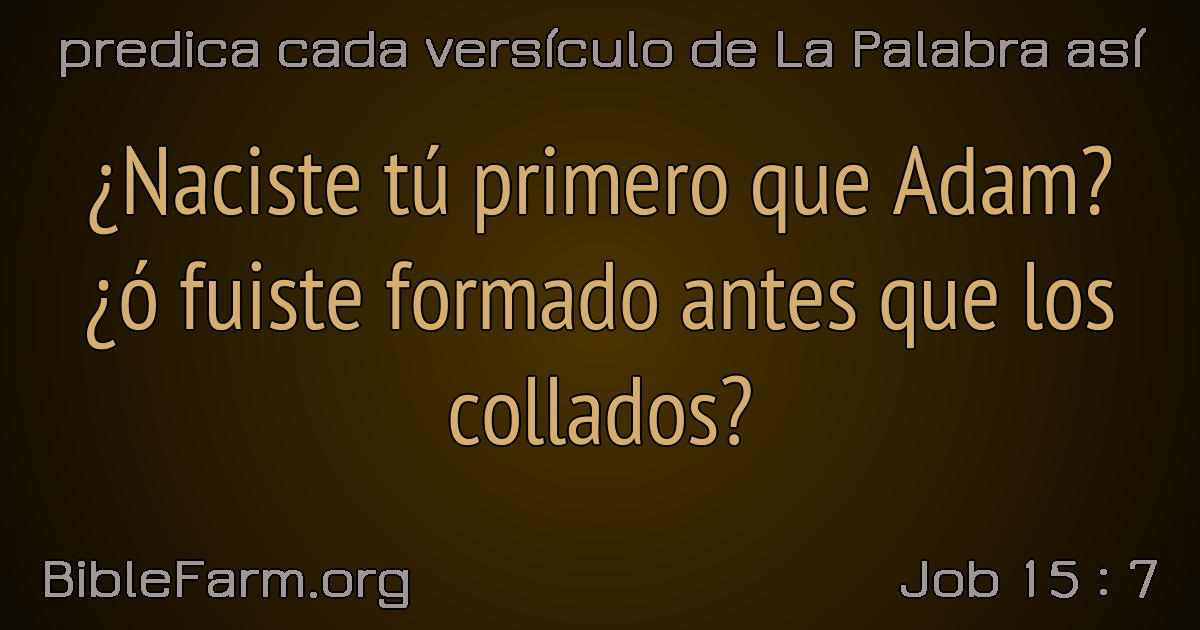 predica cada versículo de La Palabra así
¿Naciste tú primero que Adam?
¿ó fuiste formado antes que los
collados?
BibleFarm.org
Job 15 : 7